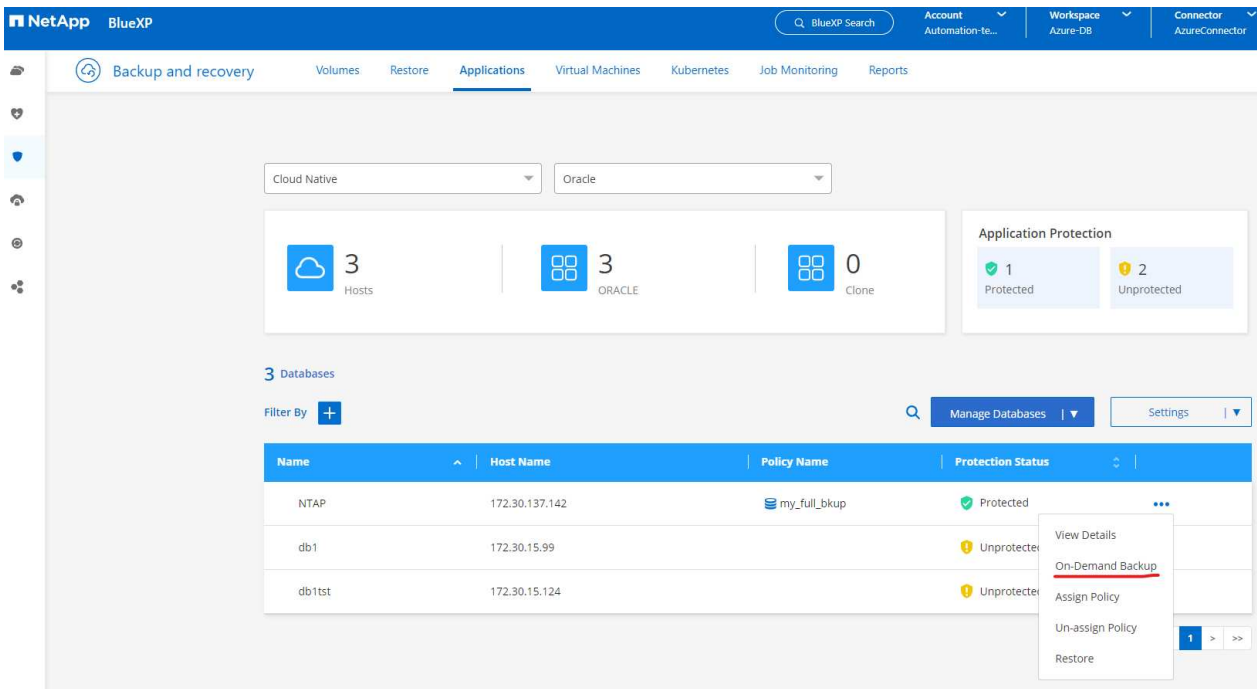 NetApp BlueXP
BlueXP Search
Account
Automation-te...
Workspace
Azure-DB
Connector
AzureConnector
Backup and recovery
Volumes Restore Applications Virtual Machines Kubernetes Job Monitoring Reports
Cloud Native
Oracle
3
Hosts
3
ORACLE
0
Clone
Application Protection
1
Protected
2
Unprotected
3 Databases
Filter By
Manage Databases
Settings
Name Host Name Policy Name Protection Status
NTAP 172.30.137.142 my_full_bkup Protected
db1 172.30.15.99 Unprotected
db1tst 172.30.15.124 Unprotected
View Details
On-Demand Backup
Assign Policy
Un-assign Policy
Restore
1 > >>